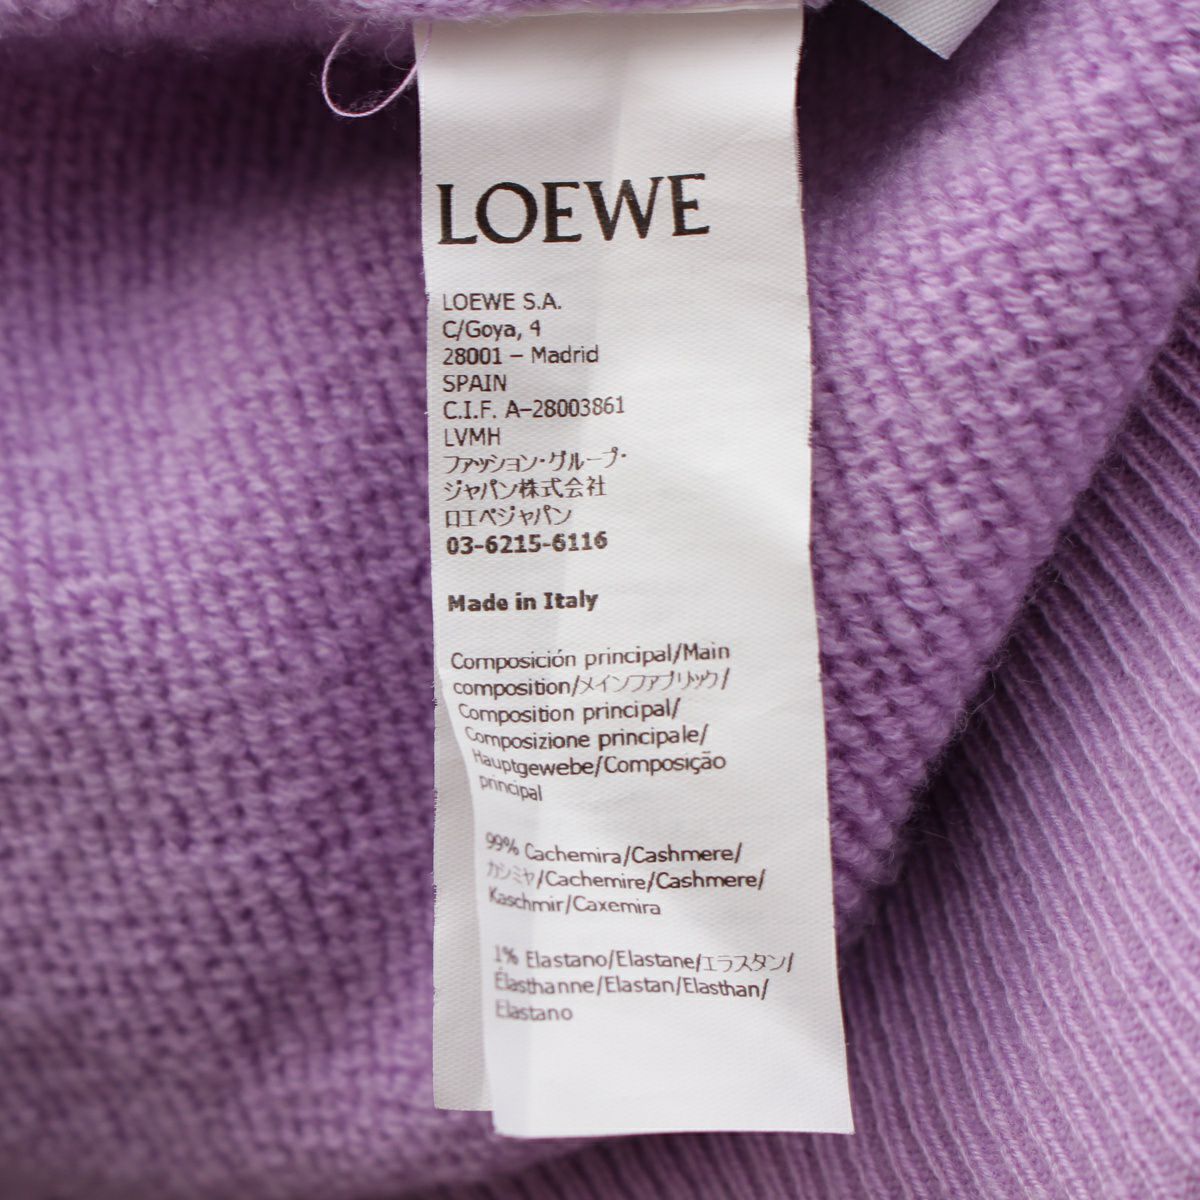 LOEWE
LOEWE S.A.
C/Goya, 4
28001 – Madrid
SPAIN
C.I.F. A–28003861
LVMH
ファッション・グループ・
ジャパン株式会社
ロエベジャパン
03-6215-6116
Made in Italy
Composición principal/Main
composition/メインファブリック/
Composition principal/
Composizione principale/
Hauptgewebe/Composição
principal
99% Cachemira/Cashmere/
カシミヤ/Cachemire/Cashmere/
Kaschmir/Caxemira
1% Elastano/Elastane/エラスタン/
Élasthanne/Elastan/Elasthan/
Elastano